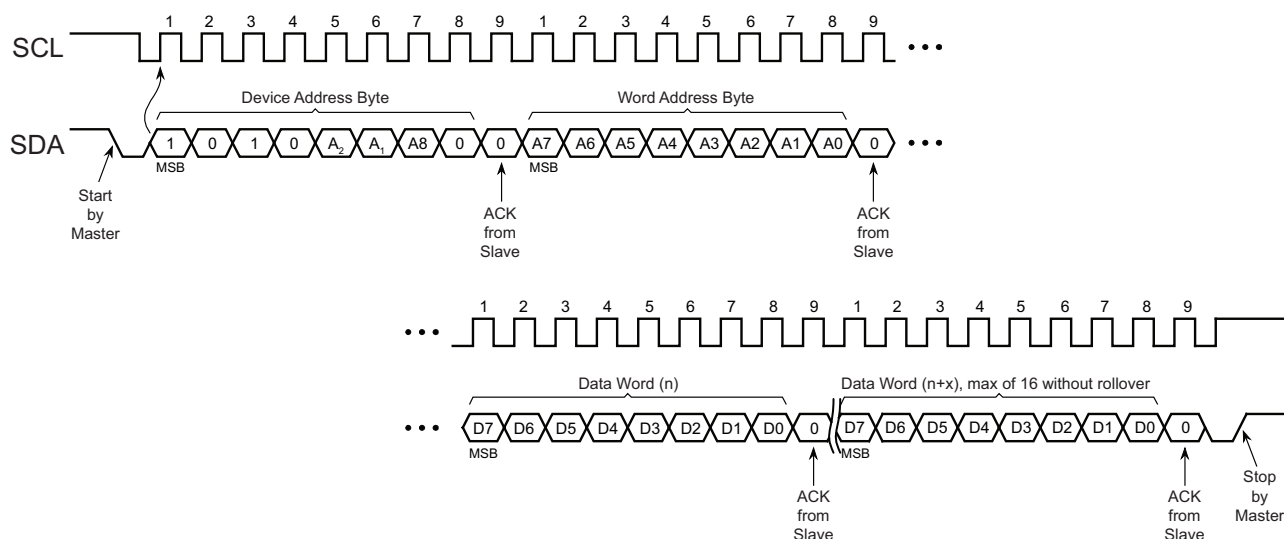 1 2 3 4 5 6 7 8 9 1 2 3 4 5 6 7 8 9
SCL
Device Address Byte Word Address Byte
SDA 1 0 1 0 A2 A1 A8 0 0 A7 A6 A5 A4 A3 A2 A1 A0 0
MSB MSB
Start
by
Master
ACK
from
Slave
ACK
from
Slave
1 2 3 4 5 6 7 8 9 1 2 3 4 5 6 7 8 9
Data Word (n) Data Word (n+x), max of 16 without rollover
D7 D6 D5 D4 D3 D2 D1 D0 0 D7 D6 D5 D4 D3 D2 D1 D0 0
MSB MSB
ACK
from
Slave
ACK
from
Slave
Stop
by
Master